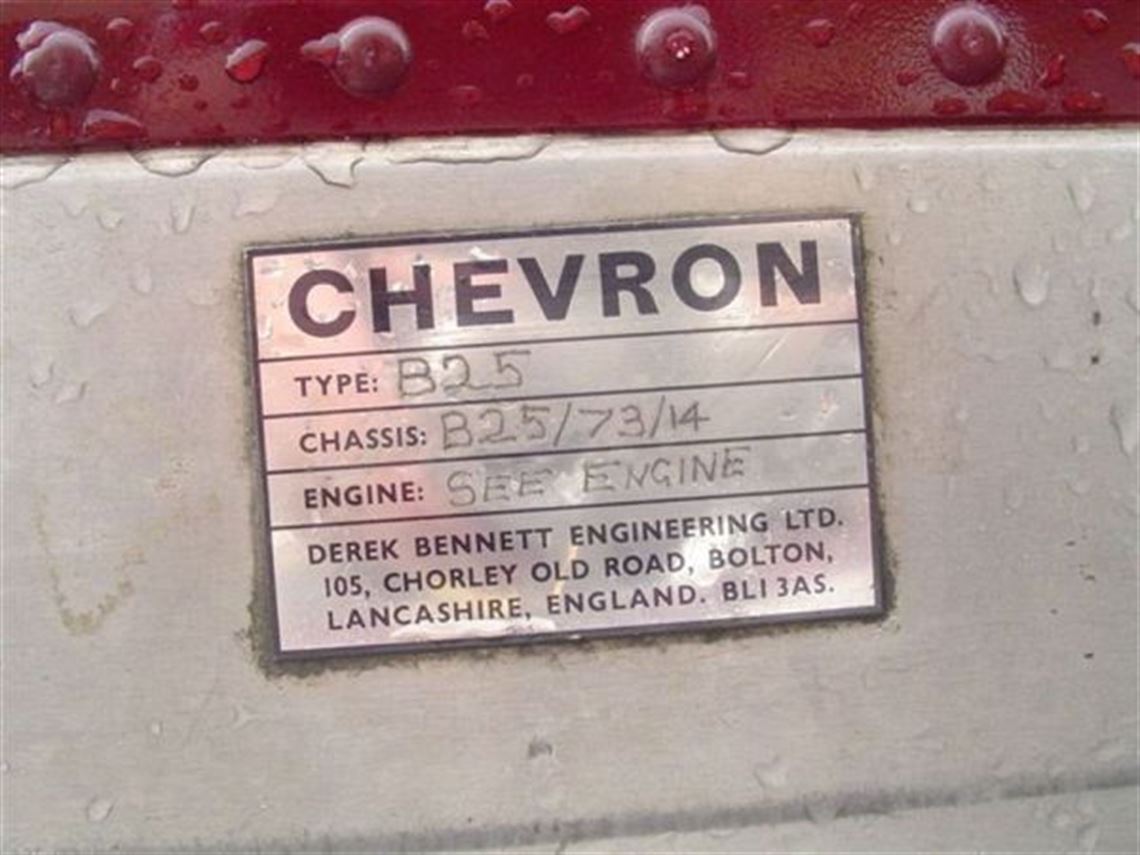 CHEVRON
TYPE: B25
CHASSIS: B25/73/14
ENGINE: SEE ENGINE
DEREK BENNETT ENGINEERING LTD.
105, CHORLEY OLD ROAD, BOLTON,
LANCASHIRE, ENGLAND. BL1 3AS.